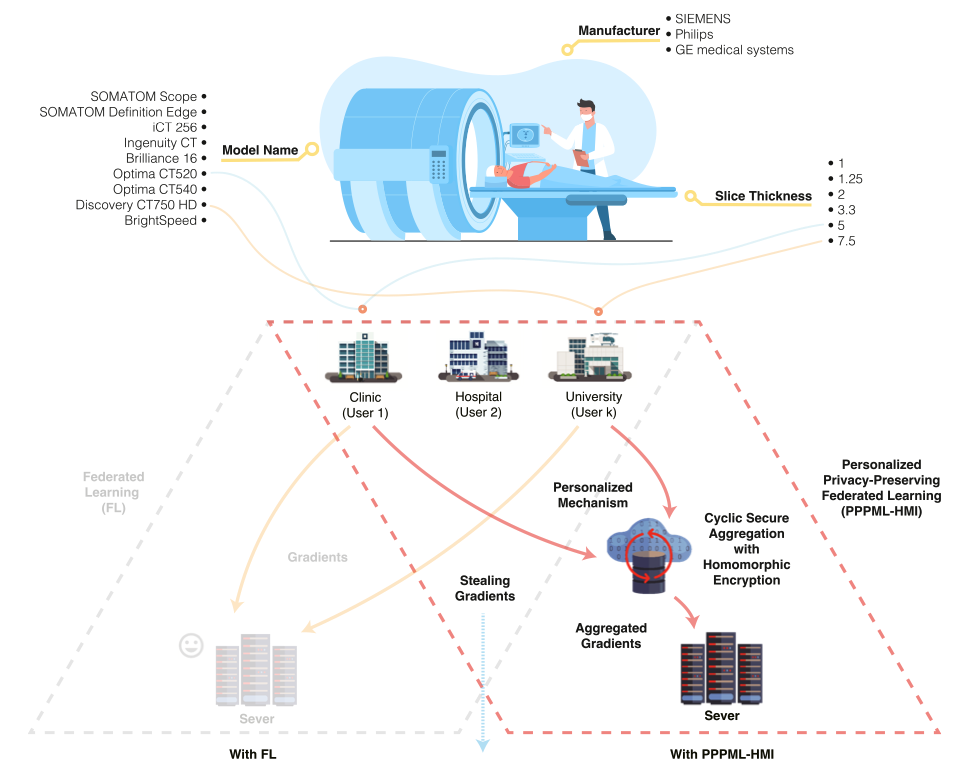 Manufacturer
• SIEMENS
• Philips
• GE medical systems
SOMATOM Scope •
SOMATOM Definition Edge •
iCT 256 •
Ingenuity CT •
Brilliance 16 •
Optima CT520 •
Optima CT540 •
Discovery CT750 HD •
BrightSpeed •
Model Name
Slice Thickness
• 1
• 1.25
• 2
• 3.3
• 5
• 7.5
Clinic
(User 1)
Hospital
(User 2)
University
(User k)
Federated
Learning
(FL)
Gradients
Personalized
Mechanism
Personalized
Privacy-Preserving
Federated Learning
(PPPML-HMI)
Cyclic Secure
Aggregation
with
Homomorphic
Encryption
Stealing
Gradients
Aggregated
Gradients
Sever
Sever
With FL
With PPPML-HMI